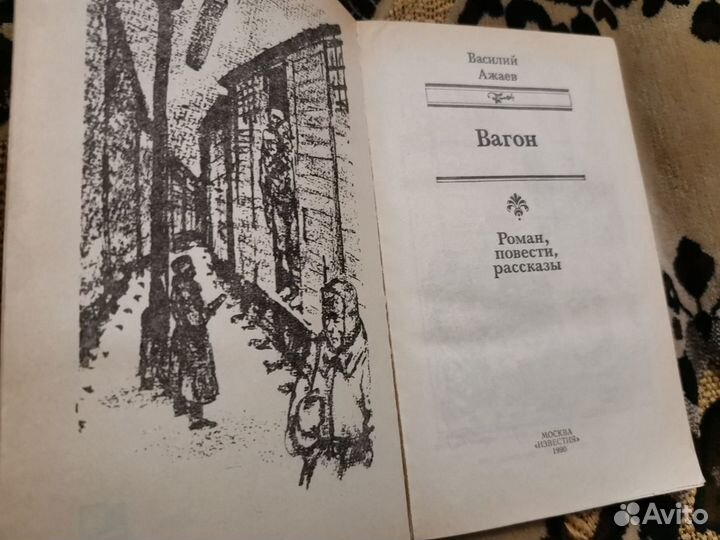 Василий
Ажаев
Вагон
Роман,
повести,
рассказы
МОСКВА
«ИЗВЕСТИЯ»
1990
Avito